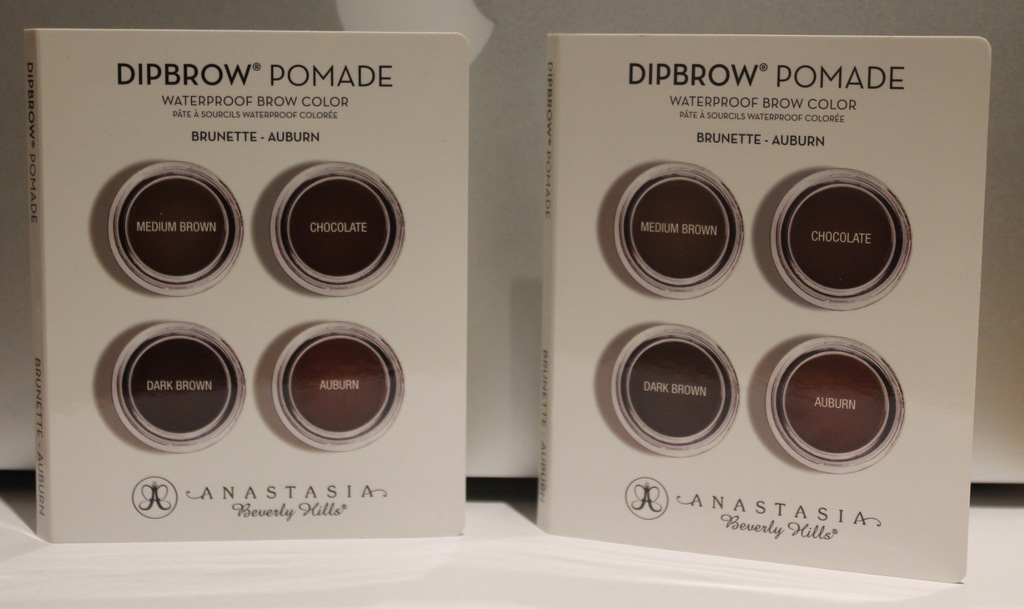 DIPBROW® POMADE
WATERPROOF BROW COLOR
PÂTE À SOURCILS WATERPROOF COLORÉE
BRUNETTE - AUBURN
MEDIUM BROWN
CHOCOLATE
DARK BROWN
AUBURN
ANASTASIA
Beverly Hills®
DIPBROW® POMADE
BRUNETTE - AUBURN
DIPBROW® POMADE
WATERPROOF BROW COLOR
PÂTE À SOURCILS WATERPROOF COLORÉE
BRUNETTE - AUBURN
MEDIUM BROWN
CHOCOLATE
DARK BROWN
AUBURN
ANASTASIA
Beverly Hills®
DIPBROW® POMADE
BRUNETTE - AUBURN